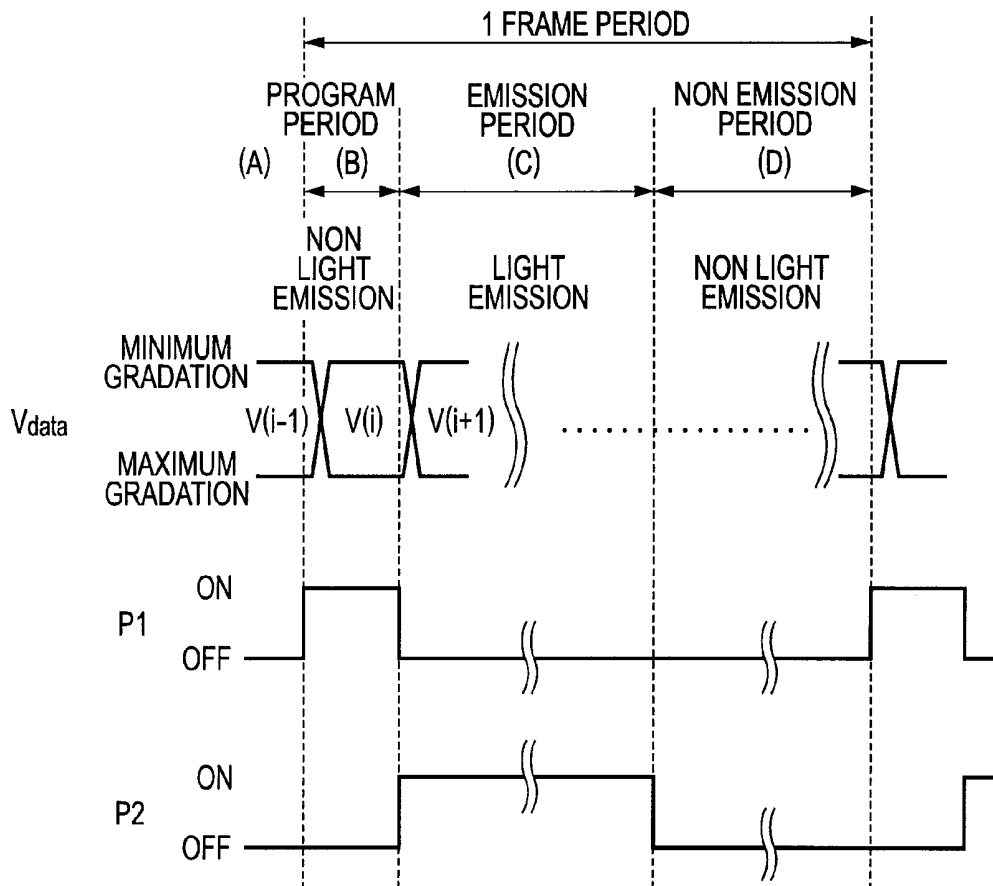 1 FRAME PERIOD
PROGRAM
PERIOD
EMISSION
PERIOD
NON EMISSION
PERIOD
(A)
(B)
(C)
(D)
NON
LIGHT
EMISSION
LIGHT
EMISSION
NON LIGHT
EMISSION
MINIMUM
GRADATION
Vdata
V(i-1)
V(i)
V(i+1)
MAXIMUM
GRADATION
ON
P1
OFF
ON
P2
OFF